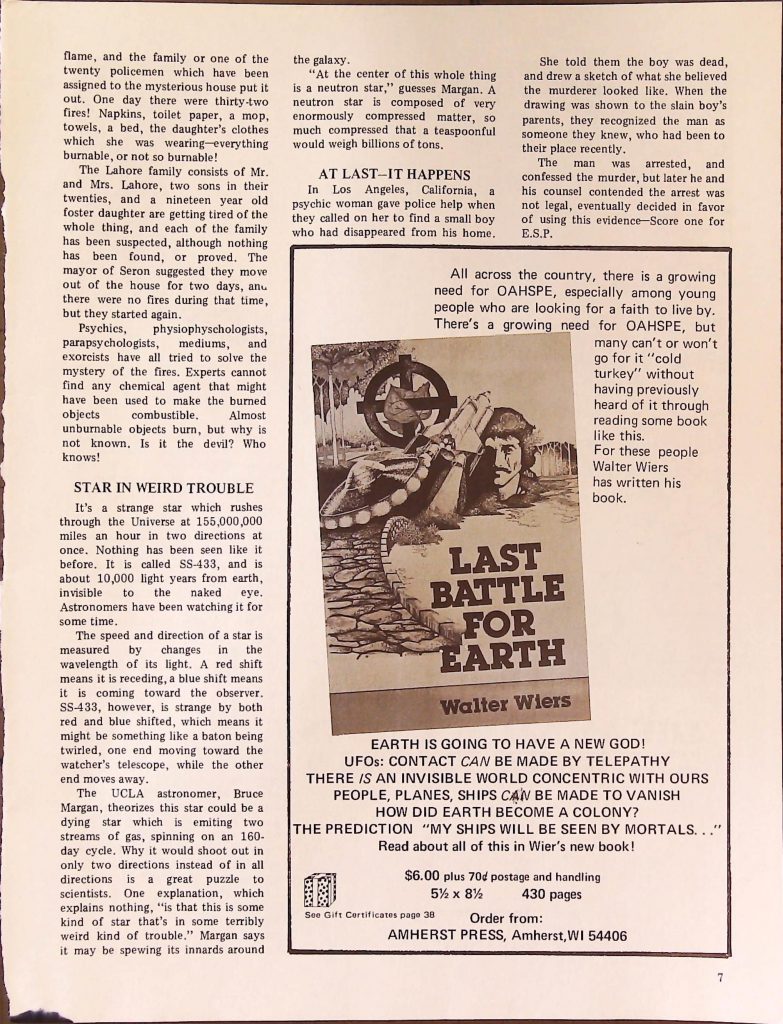 flame, and the family or one of the
twenty policemen which have been
assigned to the mysterious house put it
out. One day there were thirty-two
fires! Napkins, toilet paper, a mop,
towels, a bed, the daughter's clothes
which she was wearing—everything
burnable, or not so burnable!
The Lahore family consists of Mr.
and Mrs. Lahore, two sons in their
twenties, and a nineteen year old
foster daughter are getting tired of the
whole thing, and each of the family
has been suspected, although nothing
has been found, or proved. The
mayor of Seron suggested they move
out of the house for two days, and
there were no fires during that time,
but they started again.
Psychics, physiophyschologists,
parapsychologists, mediums, and
exorcists have all tried to solve the
mystery of the fires. Experts cannot
find any chemical agent that might
have been used to make the burned
objects combustible. Almost
unburnable objects burn, but why is
not known. Is it the devil? Who
knows!
STAR IN WEIRD TROUBLE
It's a strange star which rushes
through the Universe at 155,000,000
miles an hour in two directions at
once. Nothing has been seen like it
before. It is called SS-433, and is
about 10,000 light years from earth,
invisible to the naked eye.
Astronomers have been watching it for
some time.
The speed and direction of a star is
measured by changes in the
wavelength of its light. A red shift
means it is receding, a blue shift means
it is coming toward the observer.
SS-433, however, is strange by both
red and blue shifted, which means it
might be something like a baton being
twirled, one end moving toward the
watcher's telescope, while the other
end moves away.
The UCLA astronomer, Bruce
Margan, theorizes this star could be a
dying star which is emiting two
streams of gas, spinning on an 160-
day cycle. Why it would shoot out in
only two directions instead of in all
directions is a great puzzle to
scientists. One explanation, which
explains nothing, "is that this is some
kind of star that's in some terribly
weird kind of trouble." Margan says
it may be spewing its innards around
the galaxy.
"At the center of this whole thing
is a neutron star," guesses Margan. A
neutron star is composed of very
enormously compressed matter, so
much compressed that a teaspoonful
would weigh billions of tons.
AT LAST—IT HAPPENS
In Los Angeles, California, a
psychic woman gave police help when
they called on her to find a small boy
who had disappeared from his home.
She told them the boy was dead,
and drew a sketch of what she believed
the murderer looked like. When the
drawing was shown to the slain boy's
parents, they recognized the man as
someone they knew, who had been to
their place recently.
The man was arrested, and
confessed the murder, but later he and
his counsel contended the arrest was
not legal, eventually decided in favor
of using this evidence—Score one for
E.S.P.
All across the country, there is a growing
need for OAHSPE, especially among young
people who are looking for a faith to live by.
There's a growing need for OAHSPE, but
many can't or won't
go for it "cold
turkey" without
having previously
heard of it through
reading some book
like this.
For these people
Walter Wiers
has written his
book.
LAST
BATTLE
FOR
EARTH
Walter Wiers
EARTH IS GOING TO HAVE A NEW GOD!
UFOs: CONTACT CAN BE MADE BY TELEPATHY
THERE IS AN INVISIBLE WORLD CONCENTRIC WITH OURS
PEOPLE, PLANES, SHIPS CAN BE MADE TO VANISH
HOW DID EARTH BECOME A COLONY?
THE PREDICTION "MY SHIPS WILL BE SEEN BY MORTALS. . ."
Read about all of this in Wier's new book!
$6.00 plus 70¢ postage and handling
5½ x 8½ 430 pages
See Gift Certificates page 38
Order from:
AMHERST PRESS, Amherst,WI 54406
7